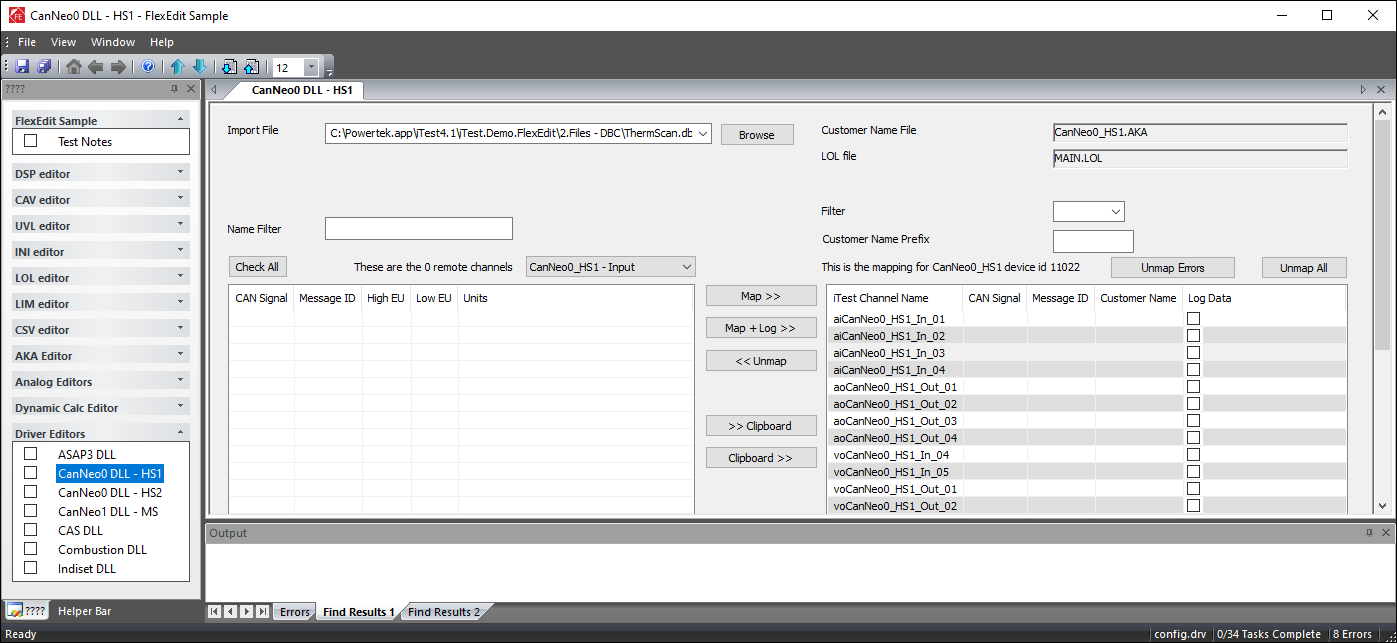 CanNeo0 DLL - HS1 - FlexEdit Sample
File View Window Help
12
????
FlexEdit Sample
Test Notes
DSP editor
CAV editor
UVL editor
INI editor
LOL editor
LIM editor
CSV editor
AKA Editor
Analog Editors
Dynamic Calc Editor
Driver Editors
ASAP3 DLL
CanNeo0 DLL - HS1
CanNeo0 DLL - HS2
CanNeo1 DLL - MS
CAS DLL
Combustion DLL
Indiset DLL
???? Helper Bar
CanNeo0 DLL - HS1
Import File C:\Powertek.app\iTest4.1\iTest.Demo.FlexEdit\2.Files - DBC\ThermScan.db Browse
Customer Name File CanNeo0_HS1.AKA
LOL file MAIN.LOL
Filter
Name Filter
Customer Name Prefix
Check All These are the 0 remote channels CanNeo0_HS1 - Input
This is the mapping for CanNeo0_HS1 device id 11022 Unmap Errors Unmap All
CAN Signal Message ID High EU Low EU Units
Map >>
Map + Log >>
<< Unmap
>> Clipboard
Clipboard >>
iTest Channel Name CAN Signal Message ID Customer Name Log Data
aiCanNeo0_HS1_In_01
aiCanNeo0_HS1_In_02
aiCanNeo0_HS1_In_03
aiCanNeo0_HS1_In_04
aoCanNeo0_HS1_Out_01
aoCanNeo0_HS1_Out_02
aoCanNeo0_HS1_Out_03
aoCanNeo0_HS1_Out_04
voCanNeo0_HS1_In_04
voCanNeo0_HS1_In_05
voCanNeo0_HS1_Out_01
voCanNeo0_HS1_Out_02
Output
Errors Find Results 1 Find Results 2
Ready config.drv 0/34 Tasks Complete 8 Errors